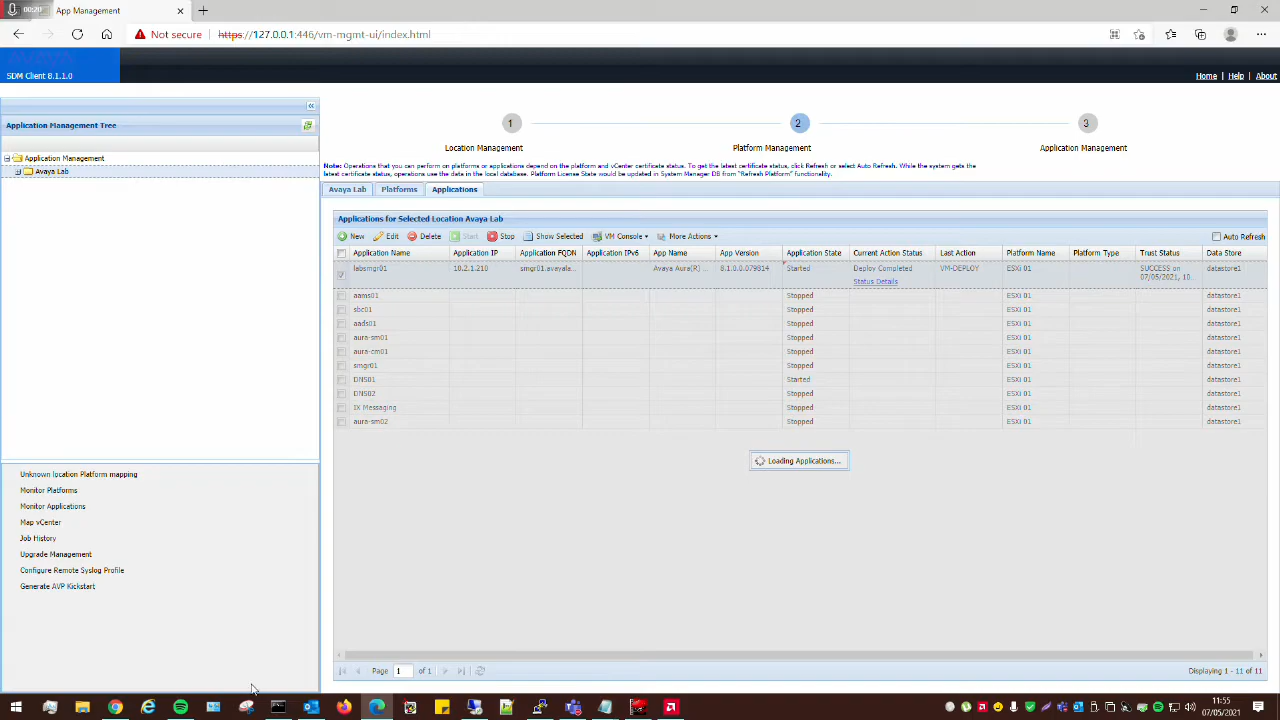 00:20
App Management
Not secure https://127.0.0.1:446/vm-mgmt-ui/index.html
SDM Client 8.1.1.0
Home | Help | About
Application Management Tree
Application Management
Avaya Lab
1 2 3
Location Management Platform Management Application Management
Note: Operations that you can perform on platforms or applications depend on the platform and vCenter certificate status. To get the latest certificate status, click Refresh or select Auto Refresh. While the system gets the
latest certificate status, operations use the data in the local database. Platform License State would be updated in System Manager DB from "Refresh Platform" functionality.
Avaya Lab Platforms Applications
Applications for Selected Location Avaya Lab
New Edit Delete Start Stop Show Selected VM Console More Actions Auto Refresh
Application Name Application IP Application FQDN Application IPv6 App Name App Version Application State Current Action Status Last Action Platform Name Platform Type Trust Status Data Store
labsmgr01 10.2.1.210 smgr01.avayala... Avaya Aura(R) ... 8.1.0.0.079814 Started Deploy Completed VM-DEPLOY ESXi 01 SUCCESS on datastore1
Status Details 07/05/2021, 10...
aams01 Stopped ESXi 01 datastore1
sbc01 Stopped ESXi 01 datastore1
aads01 Stopped ESXi 01 datastore1
aura-sm01 Stopped ESXi 01 datastore1
aura-cm01 Stopped ESXi 01 datastore1
smgr01 Stopped ESXi 01 datastore1
DNS01 Started ESXi 01 datastore1
DNS02 Stopped ESXi 01 datastore1
IX Messaging Stopped ESXi 01 datastore1
aura-sm02 Stopped ESXi 01 datastore1
Loading Applications...
Unknown location Platform mapping
Monitor Platforms
Monitor Applications
Map vCenter
Job History
Upgrade Management
Configure Remote Syslog Profile
Generate AVP Kickstart
Page 1 of 1 Displaying 1 - 11 of 11
11:55
07/05/2021